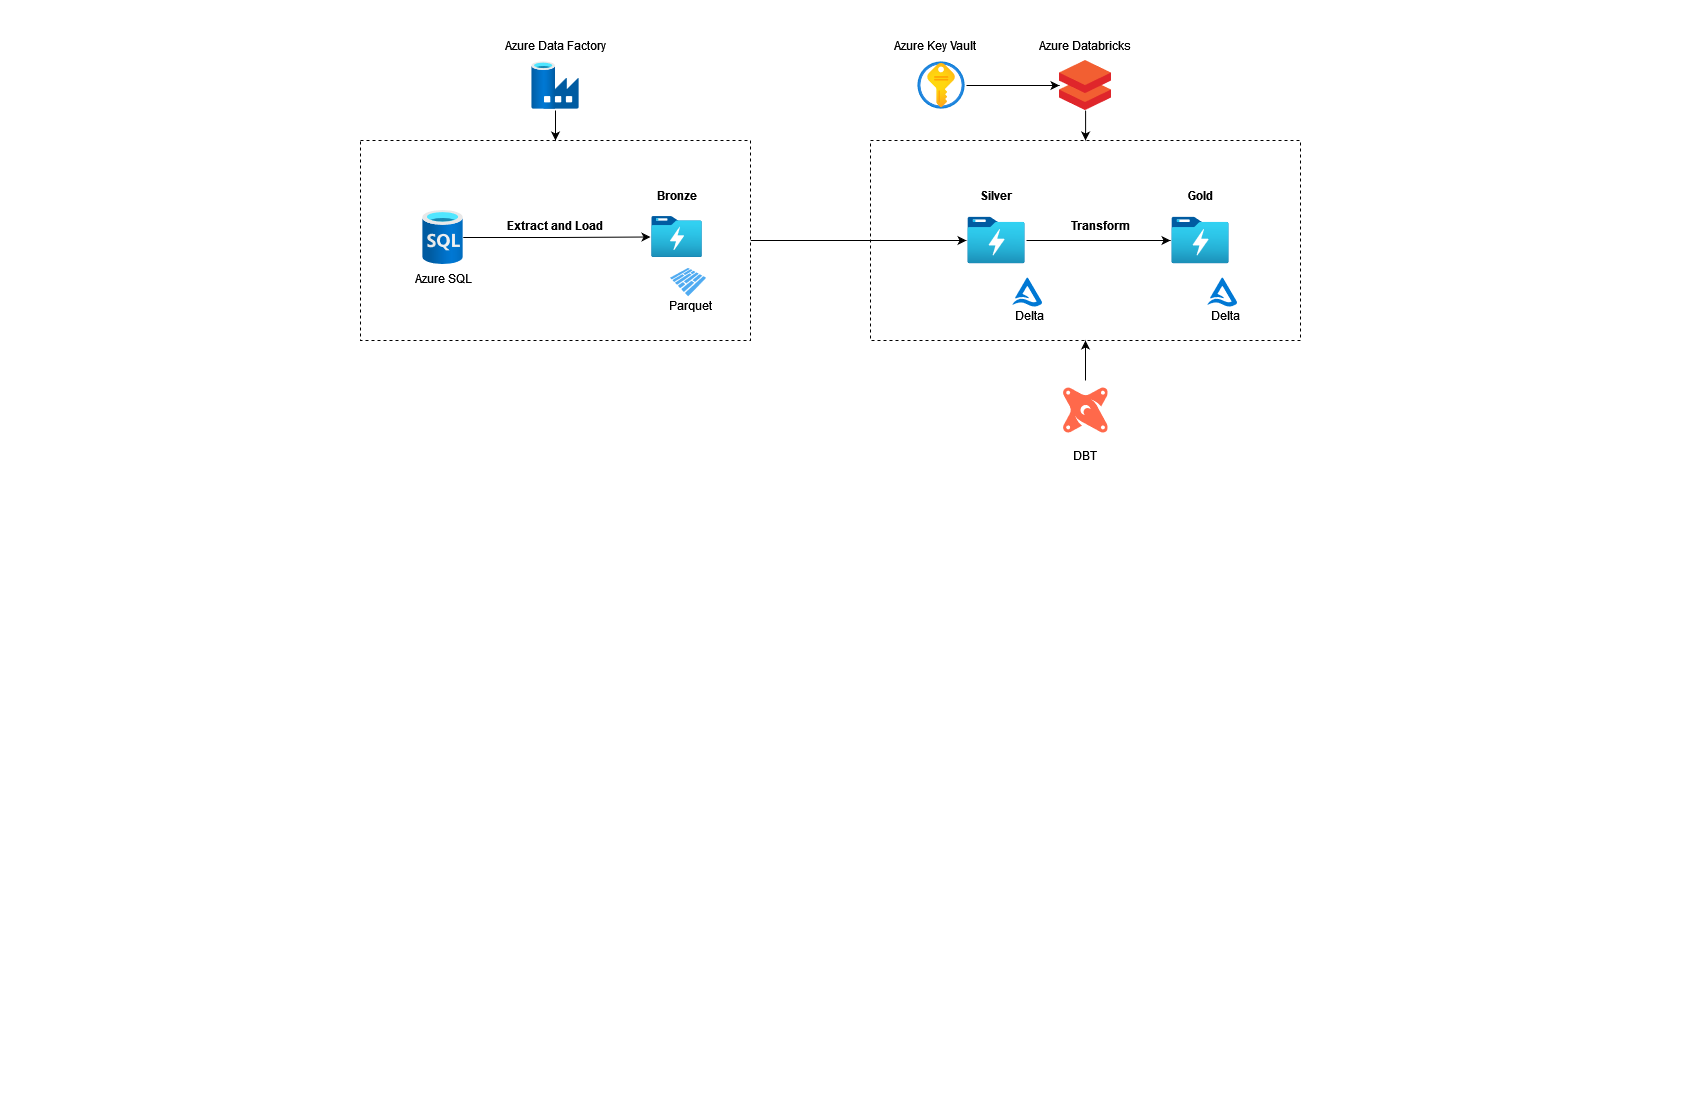 Azure Data Factory
Azure Key Vault
Azure Databricks
Bronze
Silver
Gold
Extract and Load
Transform
SQL
Azure SQL
Parquet
Delta
Delta
DBT